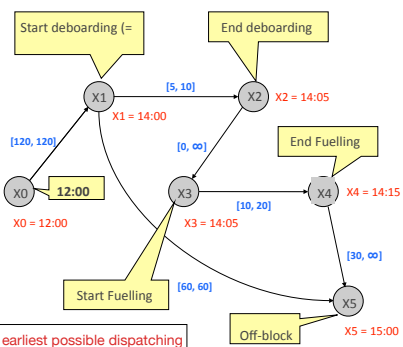 Start deboarding (=
End deboarding
X1
[5, 10]
X2
X2 = 14:05
X1 = 14:00
[120, 120]
[0, ∞]
End Fuelling
X0
12:00
X3
[10, 20]
X4
X4 = 14:15
X0 = 12:00
X3 = 14:05
[30, ∞]
Start Fuelling
[60, 60]
X5
Off-block
X5 = 15:00
earliest possible dispatching